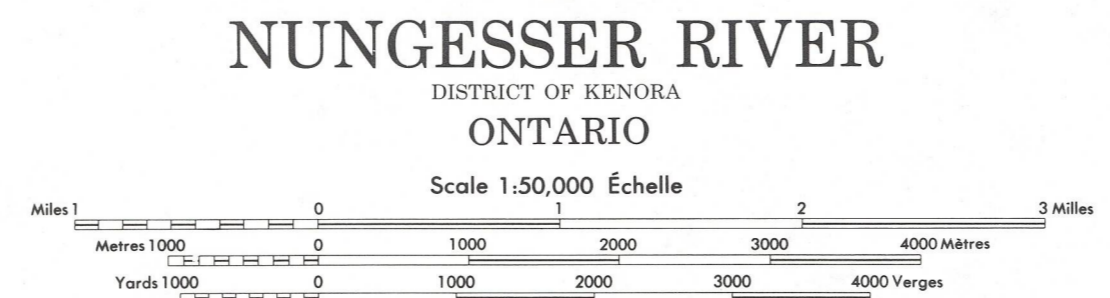 NUNGESSER RIVER
DISTRICT OF KENORA
ONTARIO
Scale 1:50,000 Échelle
Miles 1 0 1 2 3 Milles
Metres 1000 0 1000 2000 3000 4000 Mètres
Yards 1000 0 1000 2000 3000 4000 Verges